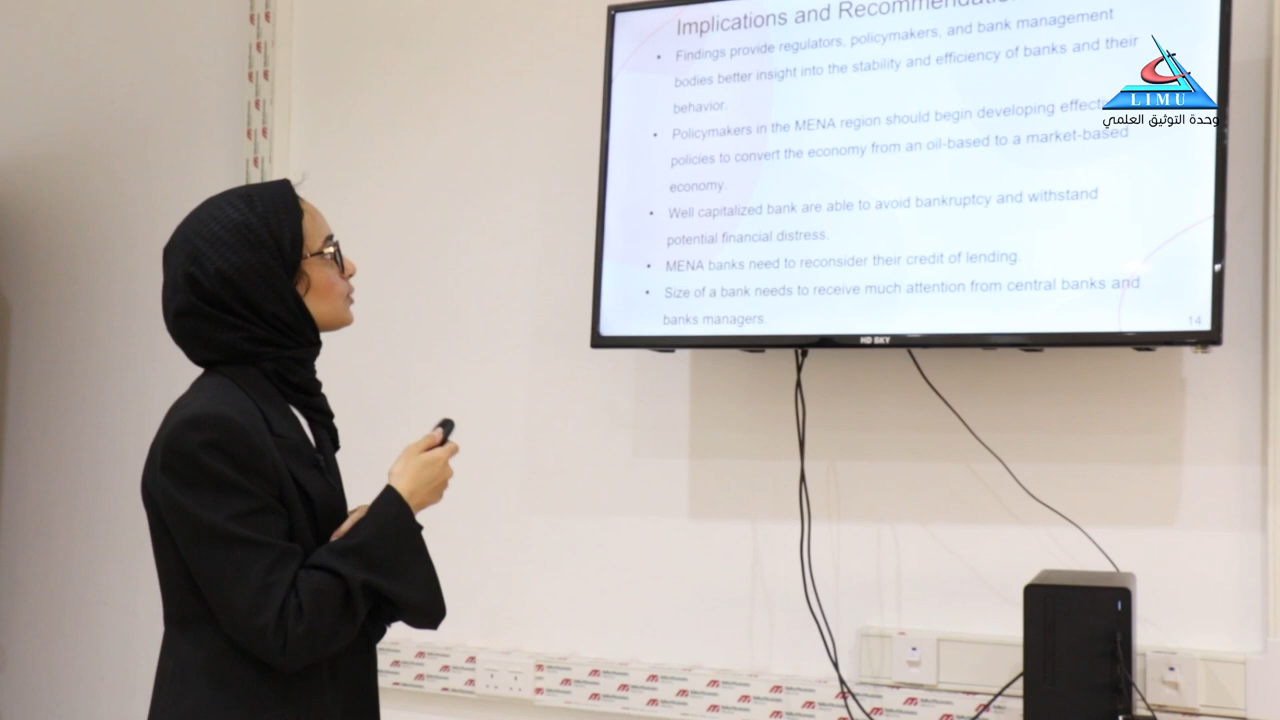 Implications and
Findings provide regulators, policymakers, and bank management
bodies better insight into the stability and efficiency of banks and their
behavior.
Policymakers in the MENA region should begin developing
policies to convert the economy from an oil-based to a market-based
economy.
Well capitalized bank are able to avoid bankruptcy and withstand
potential financial distress.
MENA banks need to reconsider their credit of lending.
Size of a bank needs to receive much attention from central banks and
banks managers.
14
HD SKY
LIMU
وحدة التوثيق العلمي